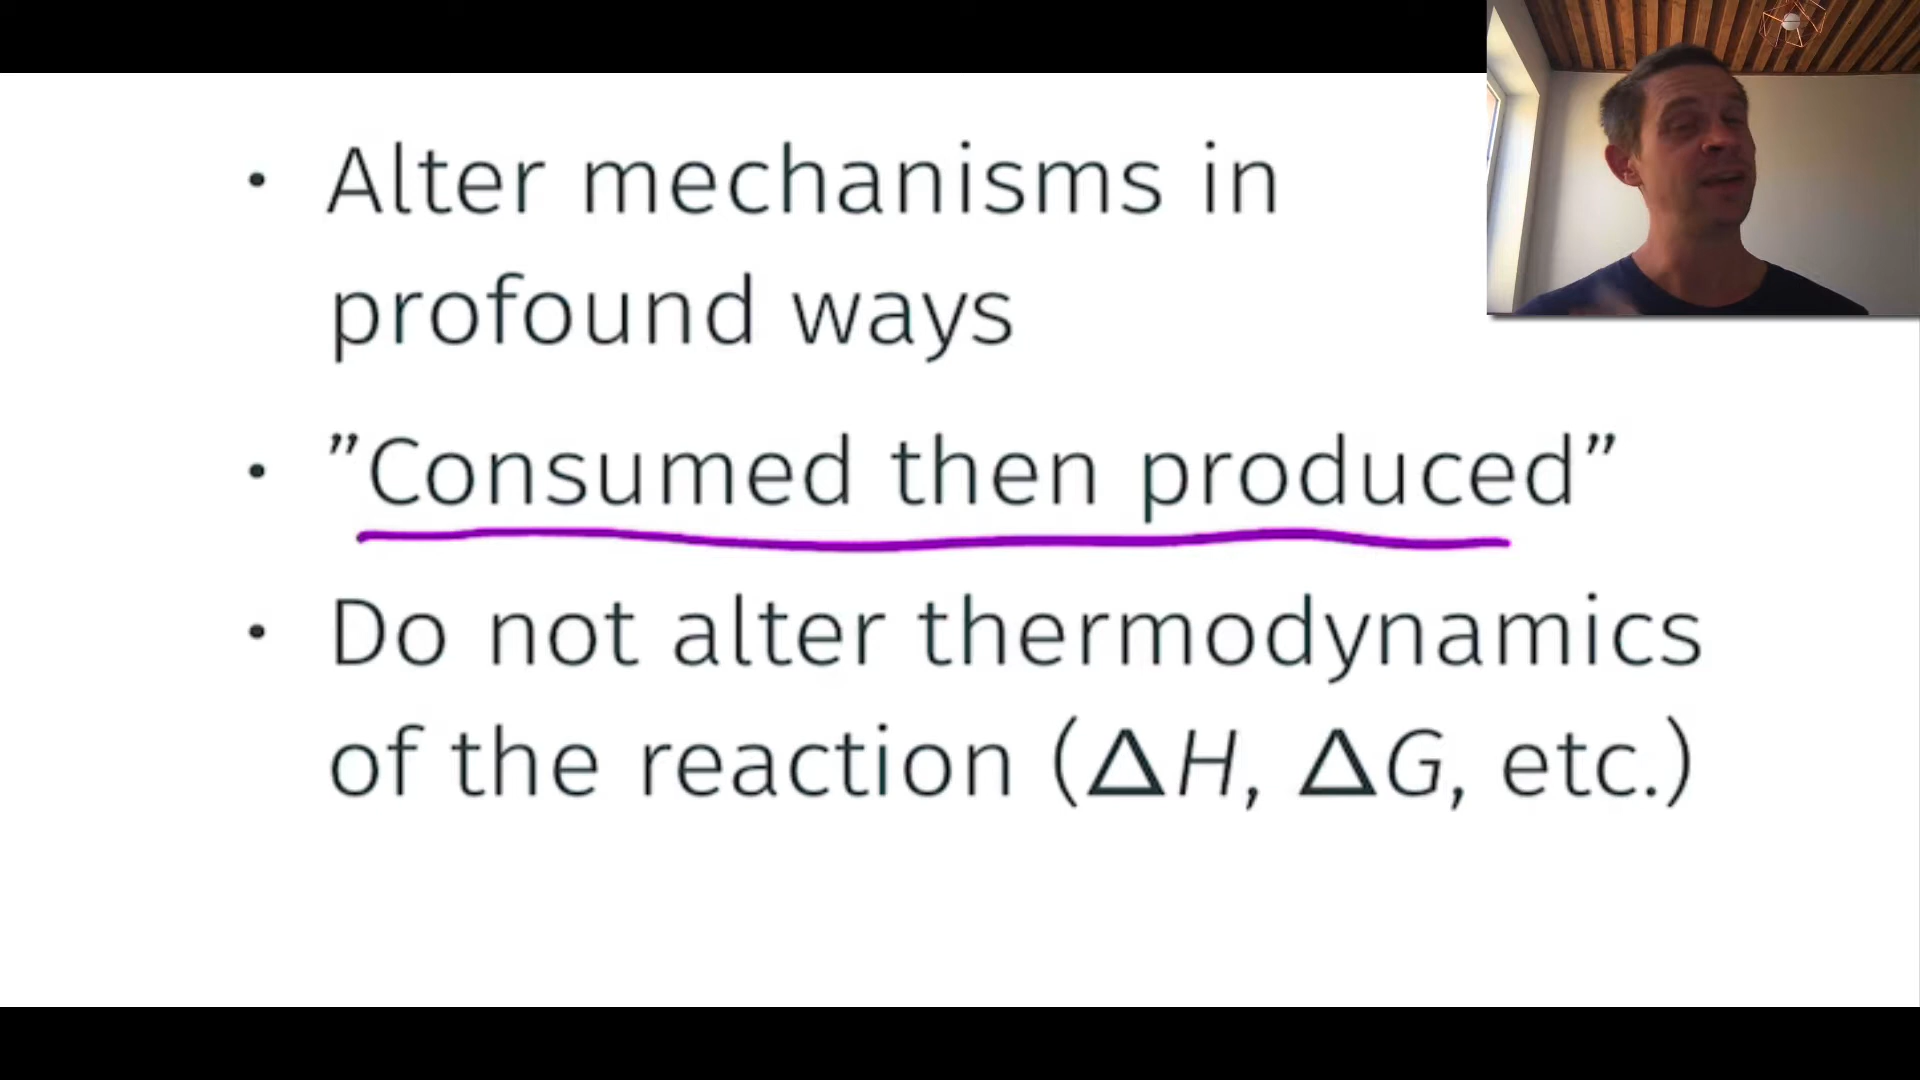 • Alter mechanisms in
profound ways
• ”Consumed then produced”
• Do not alter thermodynamics
of the reaction (ΔH, ΔG, etc.)